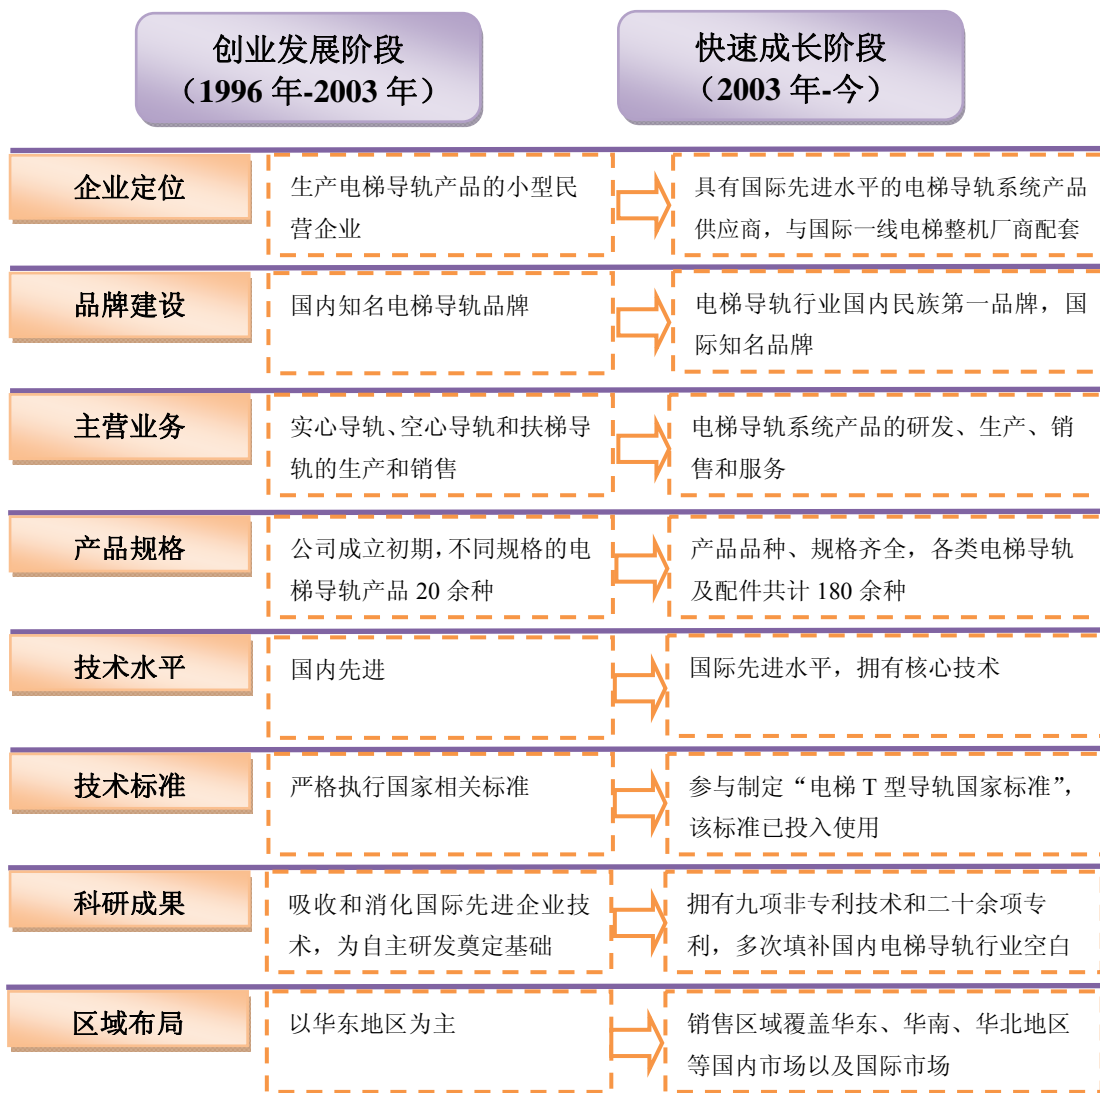 创业发展阶段
（1996 年-2003 年）
快速成长阶段
（2003 年-今）
企业定位
生产电梯导轨产品的小型民
营企业
具有国际先进水平的电梯导轨系统产品
供应商，与国际一线电梯整机厂商配套
品牌建设
国内知名电梯导轨品牌
电梯导轨行业国内民族第一品牌，国
际知名品牌
主营业务
实心导轨、空心导轨和扶梯导
轨的生产和销售
电梯导轨系统产品的研发、生产、销
售和服务
产品规格
公司成立初期，不同规格的电
梯导轨产品 20 余种
产品品种、规格齐全，各类电梯导轨
及配件共计 180 余种
技术水平
国内先进
国际先进水平，拥有核心技术
技术标准
严格执行国家相关标准
参与制定“电梯 T 型导轨国家标准”，
该标准已投入使用
科研成果
吸收和消化国际先进企业技
术，为自主研发奠定基础
拥有九项非专利技术和二十余项专
利，多次填补国内电梯导轨行业空白
区域布局
以华东地区为主
销售区域覆盖华东、华南、华北地区
等国内市场以及国际市场